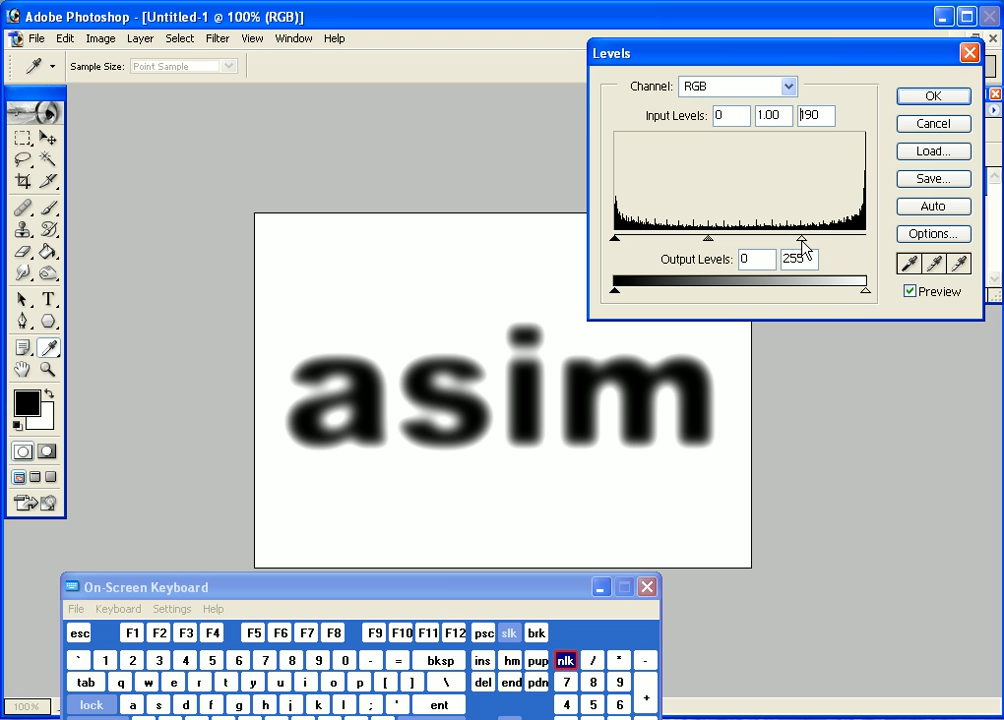 Adobe Photoshop - [Untitled-1 @ 100% (RGB)]
File Edit Image Layer Select Filter View Window Help
Sample Size: Point Sample
Levels
Channel: RGB
Input Levels: 0 1.00 190
Output Levels: 0 255
OK
Cancel
Load...
Save...
Auto
Options...
Preview
asim
T
100%
On-Screen Keyboard
File Keyboard Settings Help
esc F1 F2 F3 F4 F5 F6 F7 F8 F9 F10 F11 F12 psc slk brk
` 1 2 3 4 5 6 7 8 9 0 - = bksp ins hm pup nlk / * -
tab q w e r t y u i o p [ ] \ del end pdn 7 8 9 +
lock a s d f g h j k l ; ' ent 4 5 6